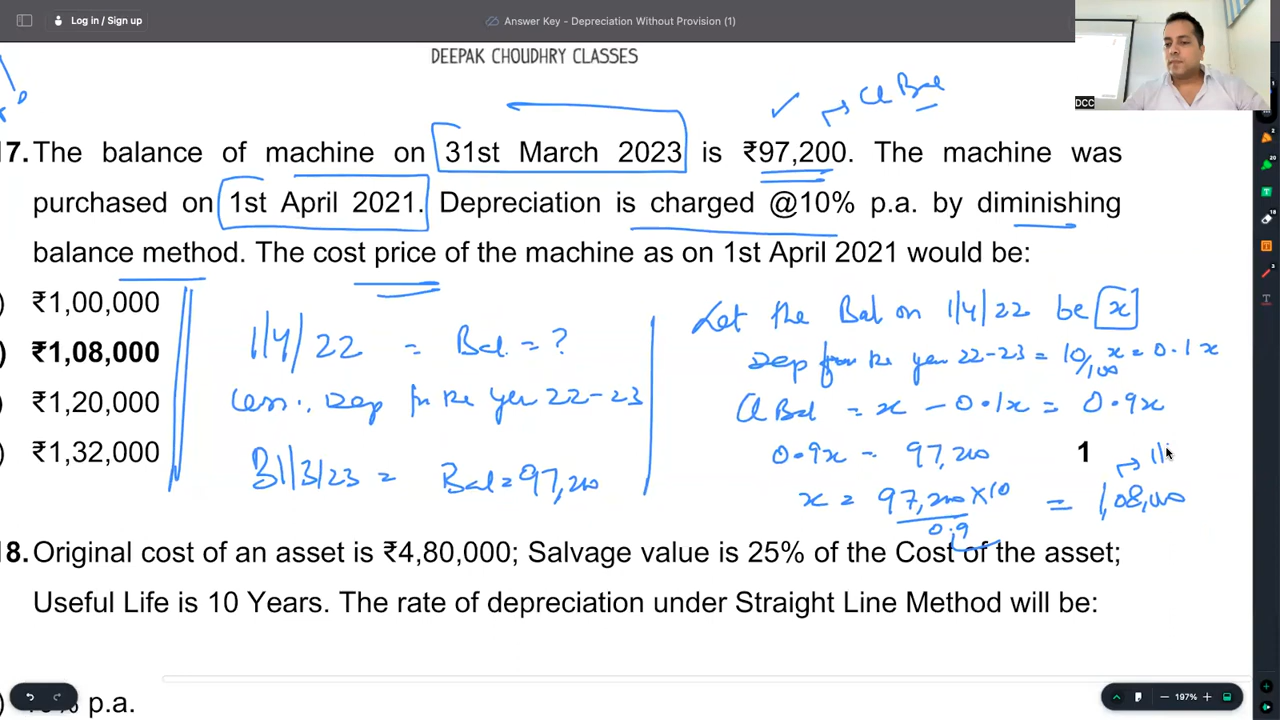 Log in / Sign up
Answer Key - Depreciation Without Provision (1)
DEEPAK CHOUDHRY CLASSES
DCC
Cl Bal
17. The balance of machine on 31st March 2023 is ₹97,200. The machine was
purchased on 1st April 2021. Depreciation is charged @10% p.a. by diminishing
balance method. The cost price of the machine as on 1st April 2021 would be:
) ₹1,00,000
) ₹1,08,000
) ₹1,20,000
) ₹1,32,000
1/4/22 = Bal = ?
Less: Dep for the year 22-23
31/3/23 = Bal = 97,200
Let the Bal on 1/4/22 be x
Dep for the year 22-23 = 10/100 x = 0.1x
Cl Bal = x - 0.1x = 0.9x
0.9x = 97,200
1
x = 97,200 x 10 / 0.9 = 1,08,000
18. Original cost of an asset is ₹4,80,000; Salvage value is 25% of the Cost of the asset;
Useful Life is 10 Years. The rate of depreciation under Straight Line Method will be:
p.a.
197%